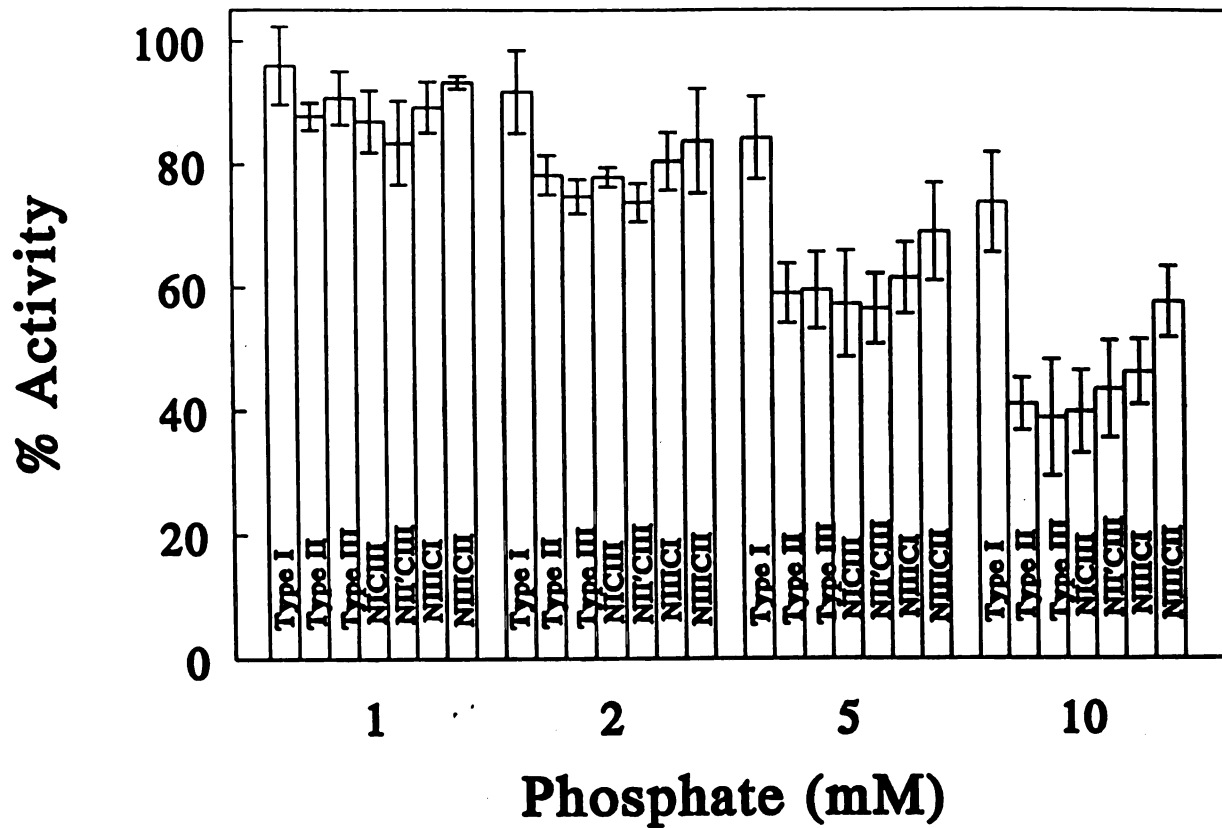 % Activity
100
80
60
40
20
0
Type I
Type II
Type III
NICIII
NII'CIII
NIIICI
NIIICII
Type I
Type II
Type III
NICIII
NII'CIII
NIIICI
NIIICII
Type I
Type II
Type III
NICIII
NII'CIII
NIIICI
NIIICII
Type I
Type II
Type III
NICIII
NII'CIII
NIIICI
NIIICII
1 2 5 10
Phosphate (mM)